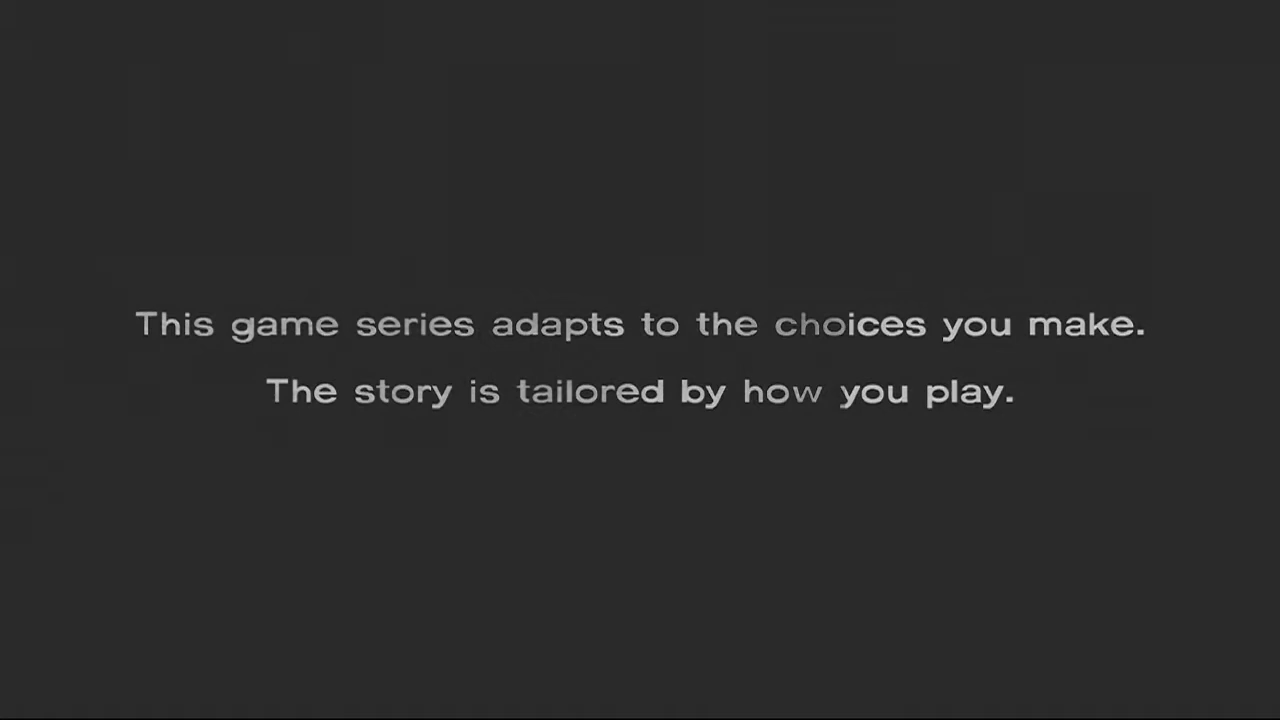 This game series adapts to the choices you make.
The story is tailored by how you play.